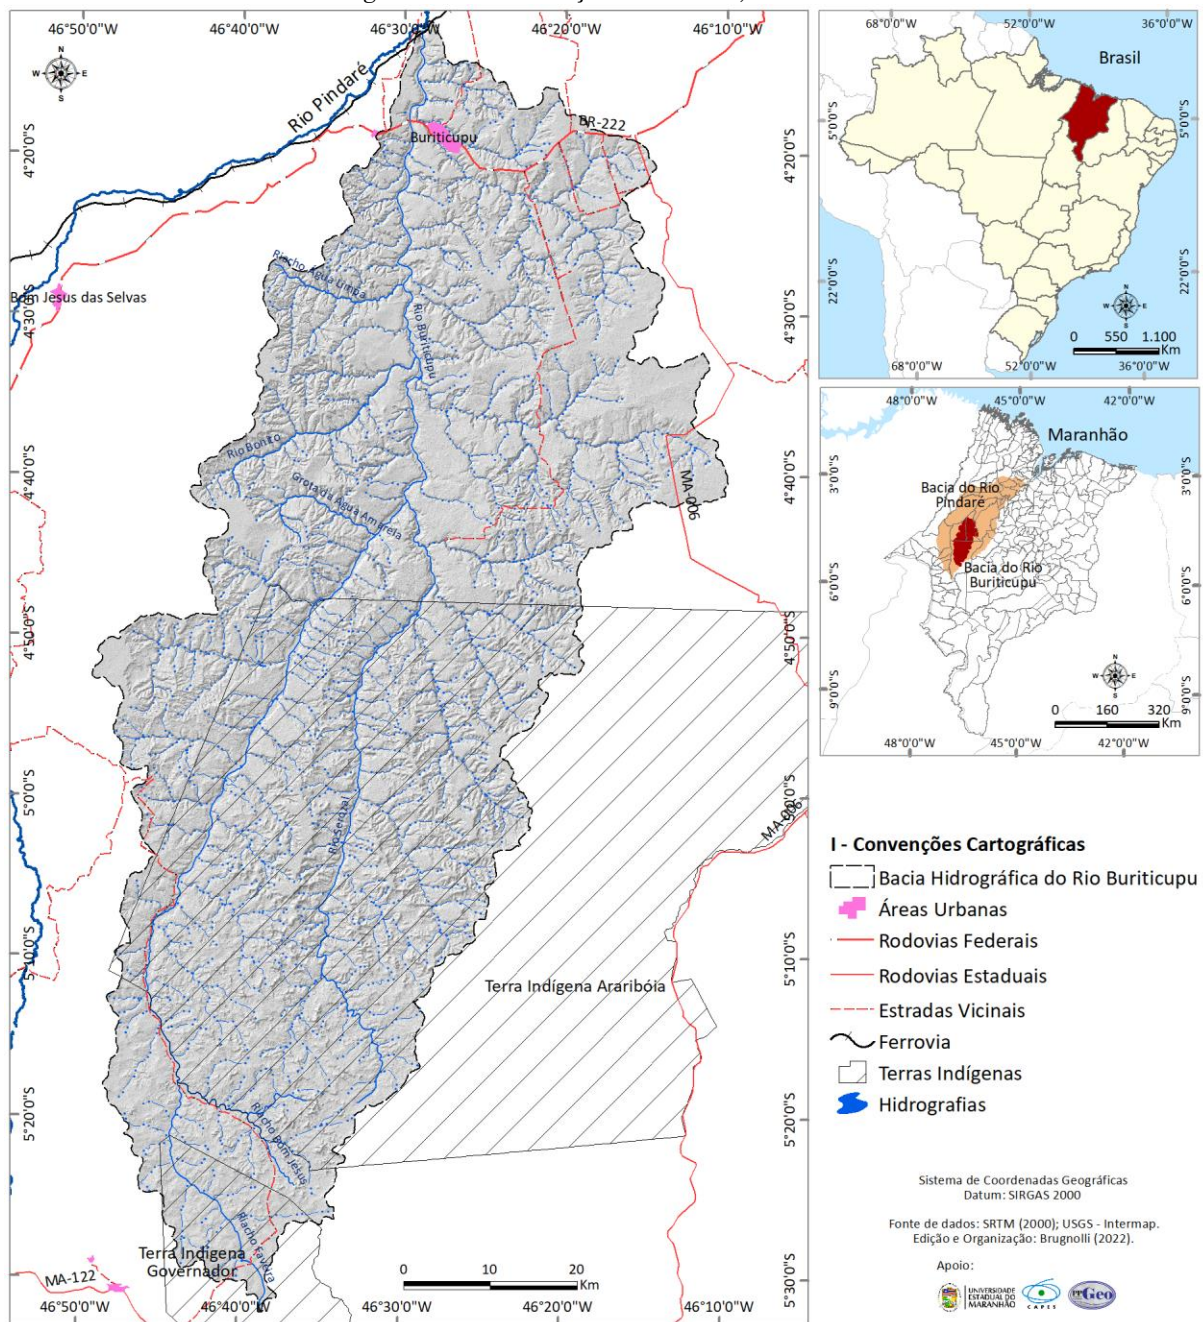 46°50'0"W
46°40'0"W
46°30'0"W
46°20'0"W
46°10'0"W
N
W
E
S
Rio Pindaré
Buriticupu
BR-222
4°20'0"S
4°20'0"S
Riacho Água Limpa
Bom Jesus das Selvas
4°30'0"S
4°30'0"S
Rio Buriticupu
Rio Bonito
4°40'0"S
4°40'0"S
MA-006
Grota da Água Amarela
4°50'0"S
4°50'0"S
5°0'0"S
5°0'0"S
MA-006
5°10'0"S
5°10'0"S
Terra Indígena Araribóia
5°20'0"S
5°20'0"S
Riacho Bom Jesus
Riacho Faveira
Terra Indígena
Governador
MA-122
0 10 20
Km
5°30'0"S
46°50'0"W
46°40'0"W
46°30'0"W
46°20'0"W
46°10'0"W
68°0'0"W
52°0'0"W
36°0'0"W
Brasil
5°0'0"S
5°0'0"S
22°0'0"S
22°0'0"S
N
W
E
S
0 550 1.100
Km
68°0'0"W
52°0'0"W
36°0'0"W
48°0'0"W
45°0'0"W
42°0'0"W
Maranhão
3°0'0"S
3°0'0"S
Bacia do Rio
Pindaré
Bacia do Rio
Buriticupu
6°0'0"S
6°0'0"S
N
W
E
S
9°0'0"S
9°0'0"S
0 160 320
Km
48°0'0"W
45°0'0"W
42°0'0"W
I - Convenções Cartográficas
Bacia Hidrográfica do Rio Buriticupu
Áreas Urbanas
Rodovias Federais
Rodovias Estaduais
Estradas Vicinais
Ferrovia
Terras Indígenas
Hidrografias
Sistema de Coordenadas Geográficas
Datum: SIRGAS 2000
Fonte de dados: SRTM (2000); USGS - Intermap.
Edição e Organização: Brugnolli (2022).
Apoio:
UNIVERSIDADE
ESTADUAL DO
MARANHÃO
CAPES
PPGeo